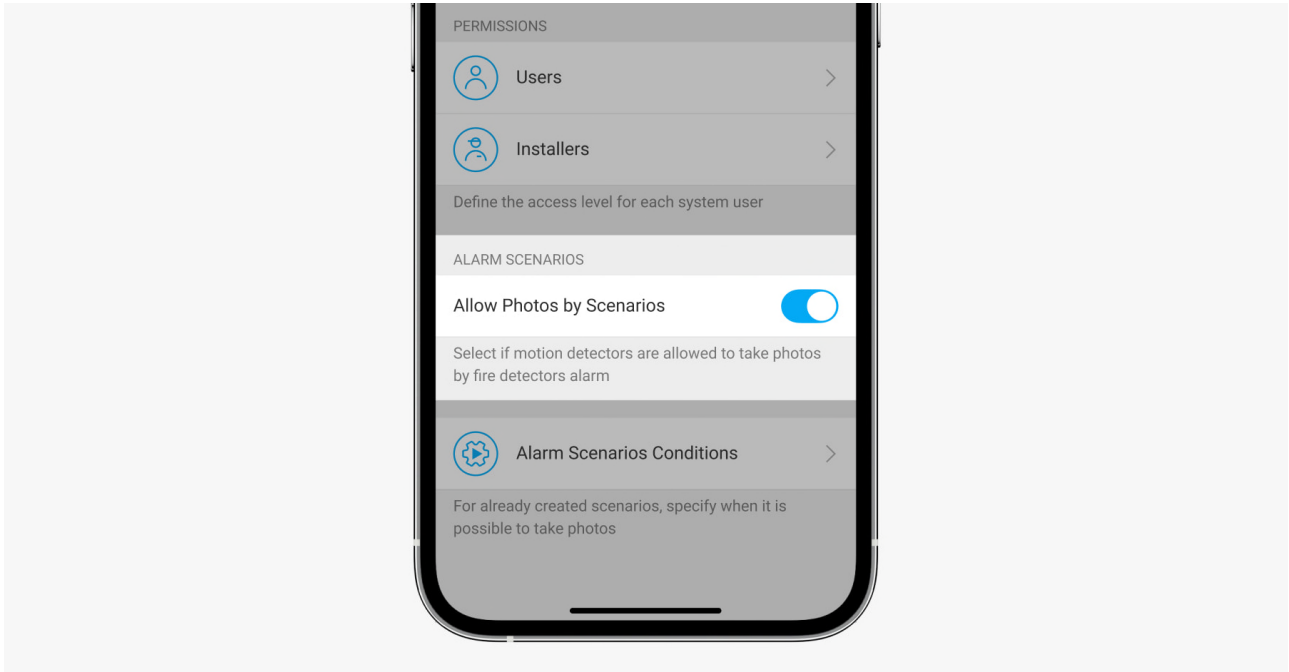 PERMISSIONS
Users
Installers
Define the access level for each system user
ALARM SCENARIOS
Allow Photos by Scenarios
Select if motion detectors are allowed to take photos
by fire detectors alarm
Alarm Scenarios Conditions
For already created scenarios, specify when it is
possible to take photos